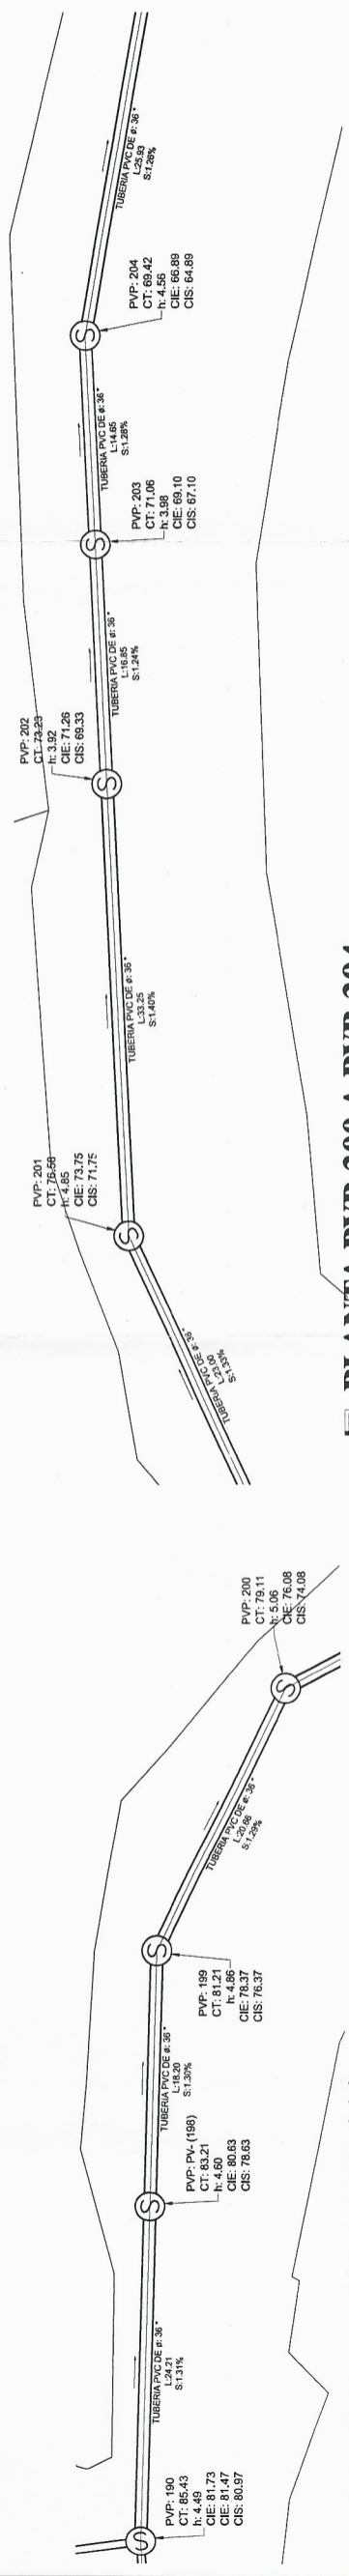 TUBERIA PVC DE ø: 36"
L:25.93
S:1.26%
PVP: 204
CT: 69.42
h: 4.56
CIE: 66.89
CIS: 64.89
TUBERIA PVC DE ø: 36"
L:14.65
S:1.28%
PVP: 203
CT: 71.06
h: 3.98
CIE: 69.10
CIS: 67.10
TUBERIA PVC DE ø: 36"
L:16.85
S:1.24%
PVP: 202
CT: 73.23
h: 3.92
CIE: 71.26
CIS: 69.33
TUBERIA PVC DE ø: 36"
L:33.25
S:1.40%
PVP: 201
CT: 76.58
h: 4.85
CIE: 73.75
CIS: 71.75
TUBERIA PVC DE ø: 36"
L:23.00
S:1.33%
PLANTA PVP 200 A PVP 204
PVP: 200
CT: 79.11
h: 5.06
CIE: 76.08
CIS: 74.08
TUBERIA PVC DE ø: 36"
L:20.66
S:1.29%
PVP: 199
CT: 81.21
h: 4.86
CIE: 78.37
CIS: 76.37
TUBERIA PVC DE ø: 36"
L:18.20
S:1.30%
PVP: PV- (198)
CT: 83.21
h: 4.60
CIE: 80.63
CIS: 78.63
TUBERIA PVC DE ø: 36"
L:24.21
S:1.31%
PVP: 190
CT: 85.43
h: 4.49
CIE: 81.73
CIE: 81.47
CIS: 80.97
S
S
S
S
S
S
S
S